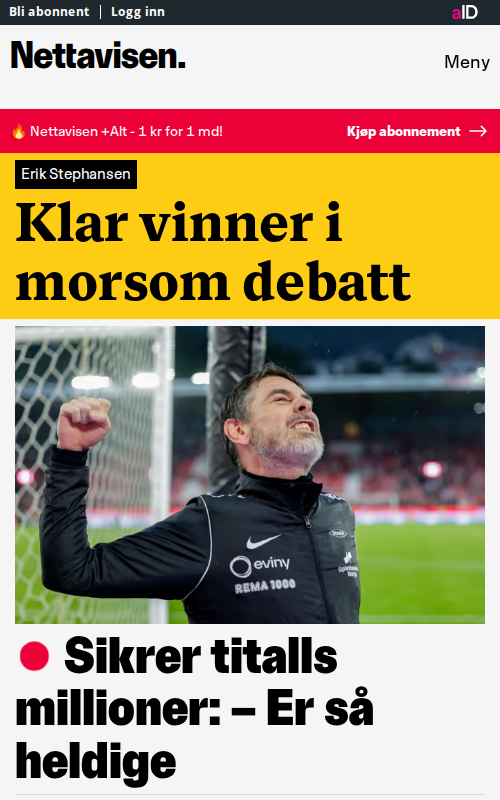 Bli abonnent
Logg inn
aID
Nettavisen.
Meny
Nettavisen +Alt - 1 kr for 1 md!
Kjøp abonnement
Erik Stephansen
Klar vinner i
morsom debatt
eviny
REMA 1000
Sikrer titalls
millioner: – Er så
heldige